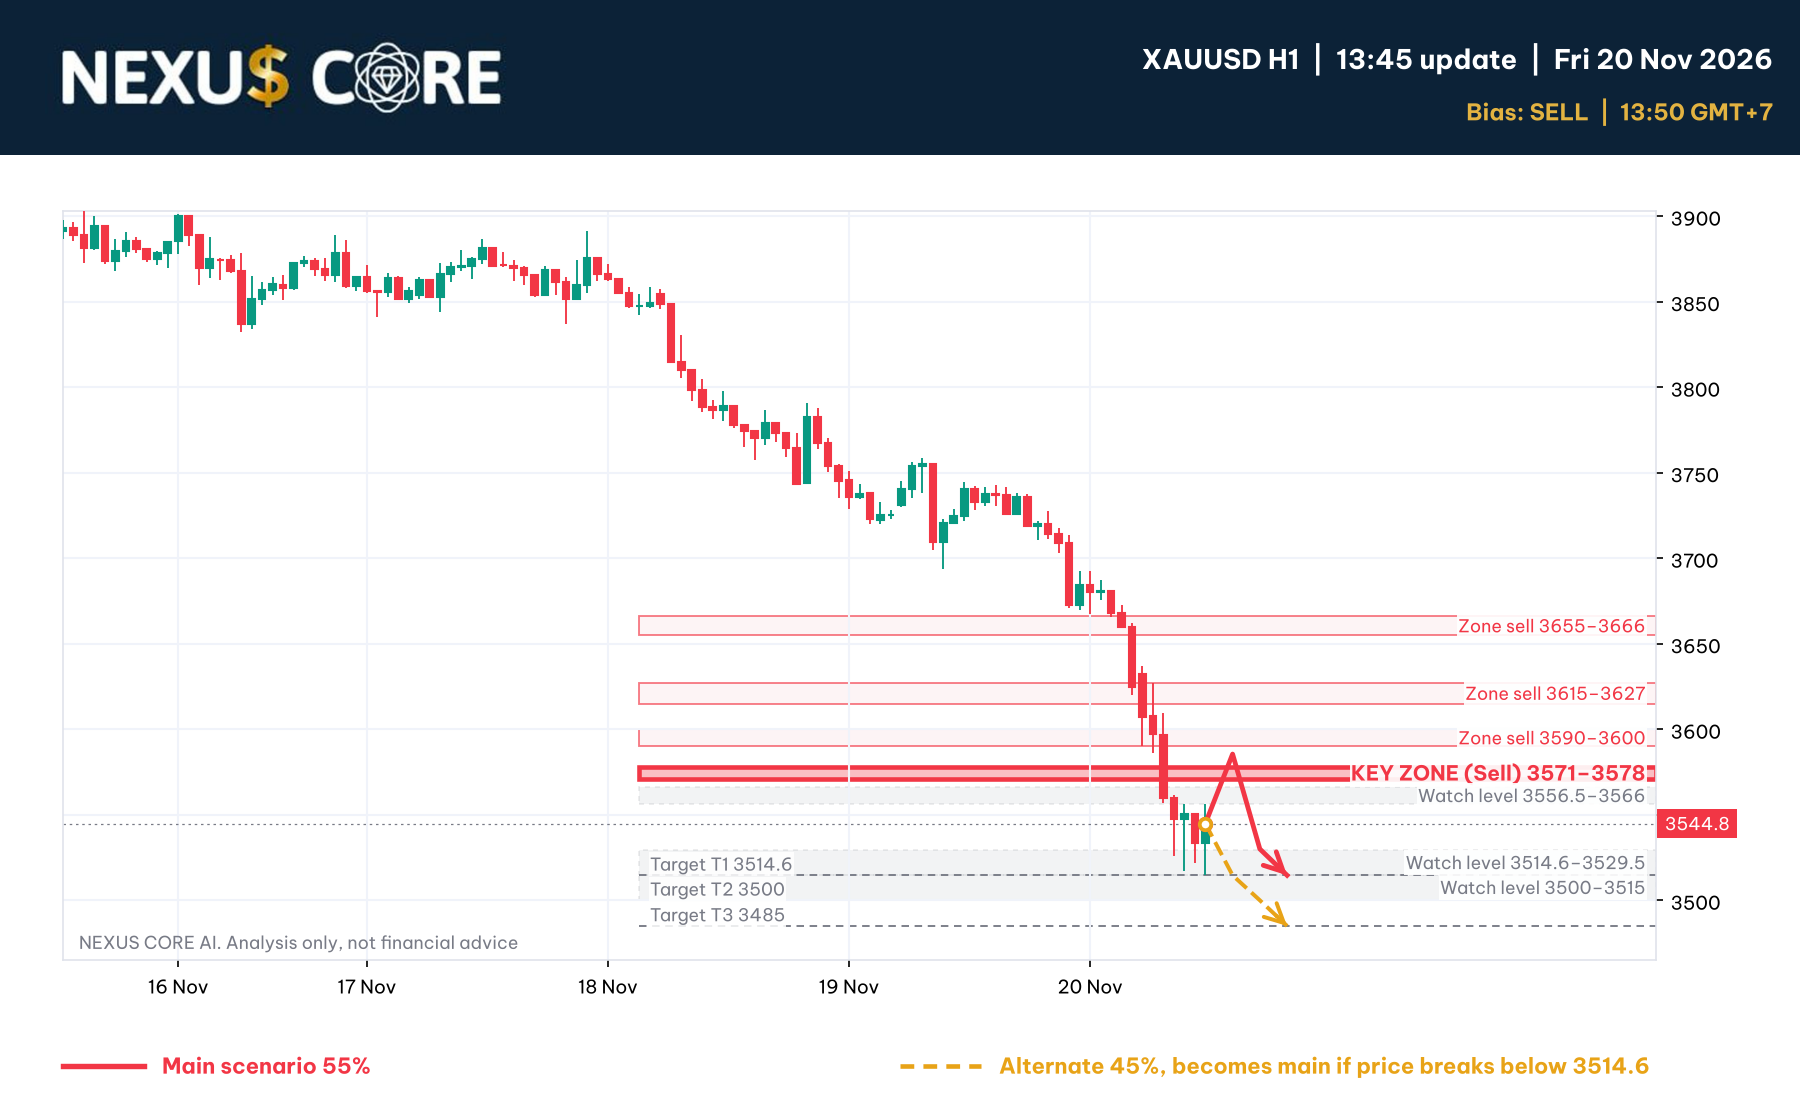 NEXU$ CORE
XAUUSD H1 | 13:45 update | Fri 20 Nov 2026
Bias: SELL | 13:50 GMT+7
3900
3850
3800
3750
3700
Zone sell 3655–3666
3650
Zone sell 3615–3627
3600
Zone sell 3590–3600
KEY ZONE (Sell) 3571–3578
Watch level 3556.5–3566
3544.8
Target T1 3514.6
Watch level 3514.6–3529.5
Target T2 3500
Watch level 3500–3515
3500
Target T3 3485
NEXUS CORE AI. Analysis only, not financial advice
16 Nov
17 Nov
18 Nov
19 Nov
20 Nov
Main scenario 55%
Alternate 45%, becomes main if price breaks below 3514.6